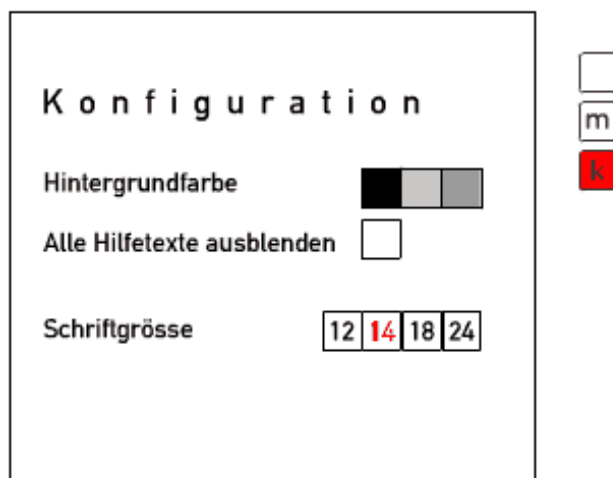 Konfiguration
Hintergrundfarbe
Alle Hilfetexte ausblenden
Schriftgrösse 12 14 18 24
m
k